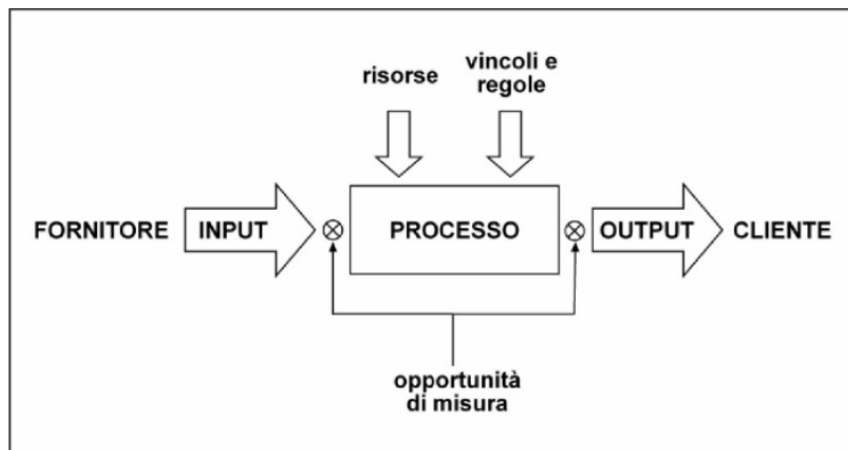 risorse
vincoli e
regole
FORNITORE
INPUT
PROCESSO
OUTPUT
CLIENTE
opportunità
di misura